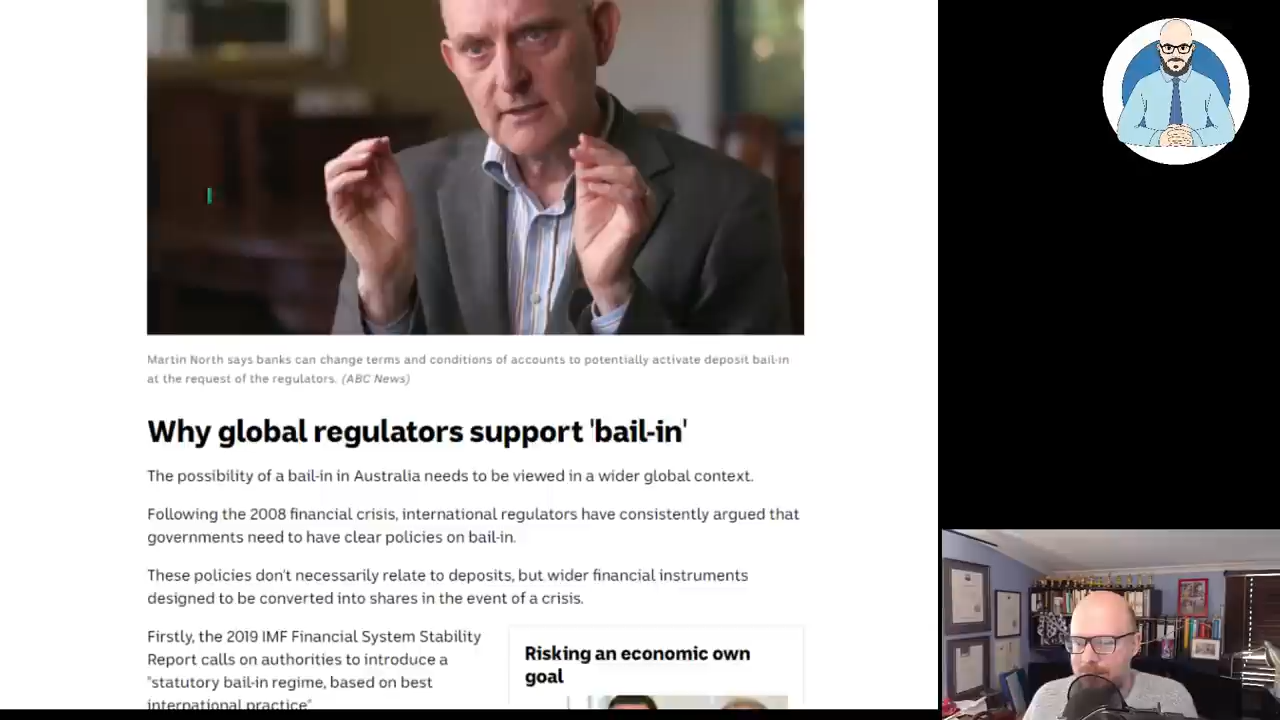 Martin North says banks can change terms and conditions of accounts to potentially activate deposit bail-in
at the request of the regulators. (ABC News)
Why global regulators support 'bail-in'
The possibility of a bail-in in Australia needs to be viewed in a wider global context.
Following the 2008 financial crisis, international regulators have consistently argued that
governments need to have clear policies on bail-in.
These policies don't necessarily relate to deposits, but wider financial instruments
designed to be converted into shares in the event of a crisis.
Firstly, the 2019 IMF Financial System Stability
Report calls on authorities to introduce a
"statutory bail-in regime, based on best
international practice"
Risking an economic own
goal